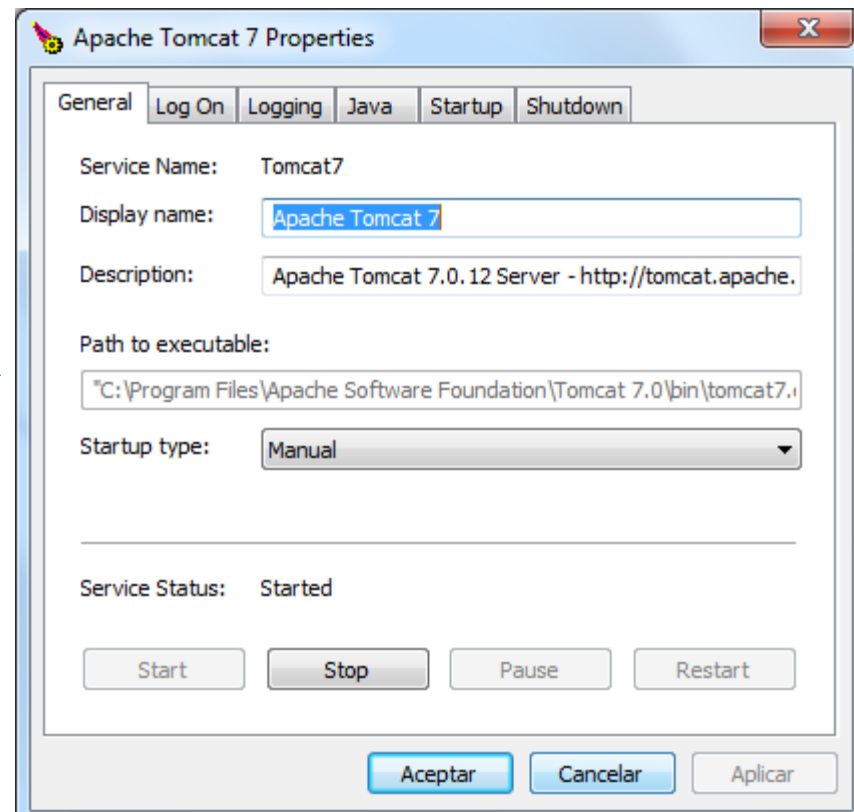 Apache Tomcat 7 Properties
General Log On Logging Java Startup Shutdown
Service Name: Tomcat7
Display name: Apache Tomcat 7
Description: Apache Tomcat 7.0.12 Server - http://tomcat.apache.
Path to executable:
"C:\Program Files\Apache Software Foundation\Tomcat 7.0\bin\tomcat7.
Startup type: Manual
Service Status: Started
Start Stop Pause Restart
Aceptar Cancelar Aplicar